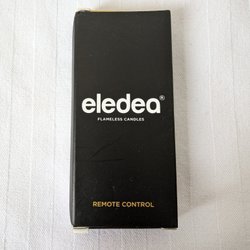 eledea®
FLAMELESS CANDLES
REMOTE CONTROL